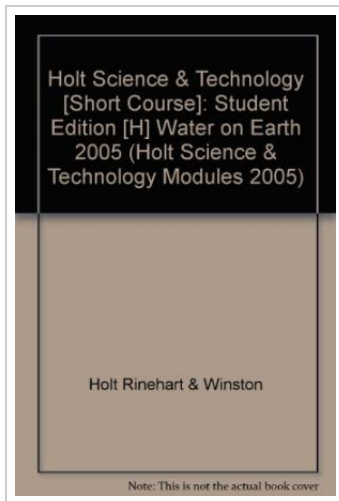 Holt Science & Technology
[Short Course]: Student
Edition [H] Water on Earth
2005 (Holt Science &
Technology Modules 2005)
Holt Rinehart & Winston
Note: This is not the actual book cover